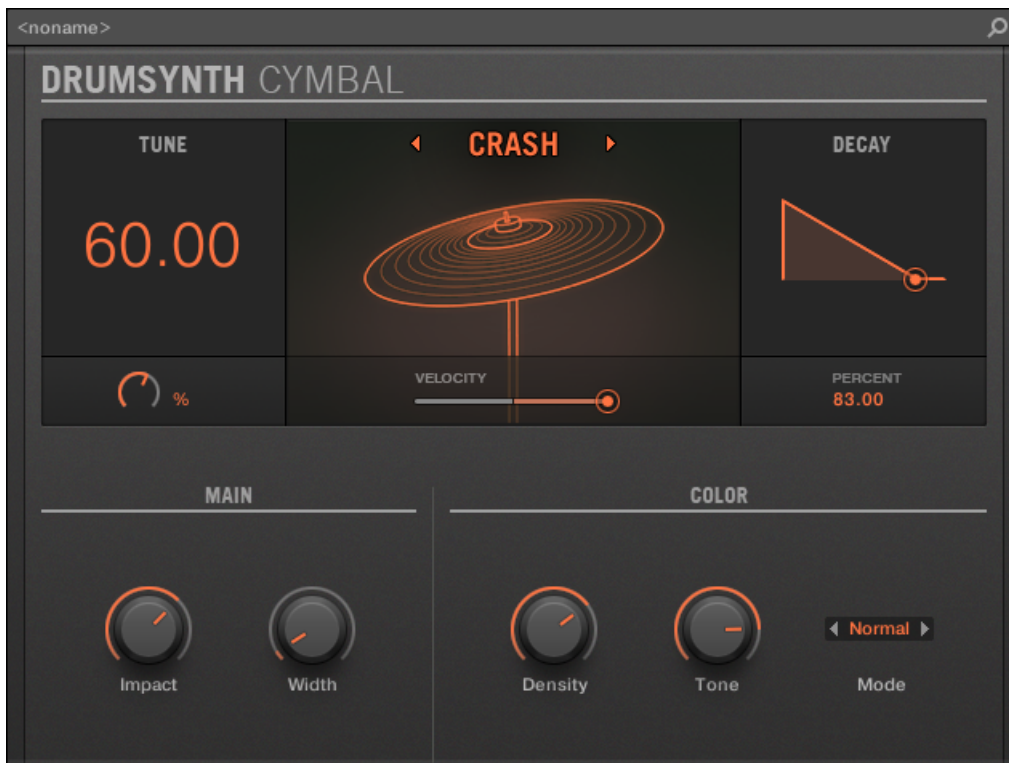 <noname>
DRUMSYNTH CYMBAL
TUNE
CRASH
DECAY
60.00
%
VELOCITY
PERCENT
83.00
MAIN
COLOR
Impact
Width
Density
Tone
Normal
Mode